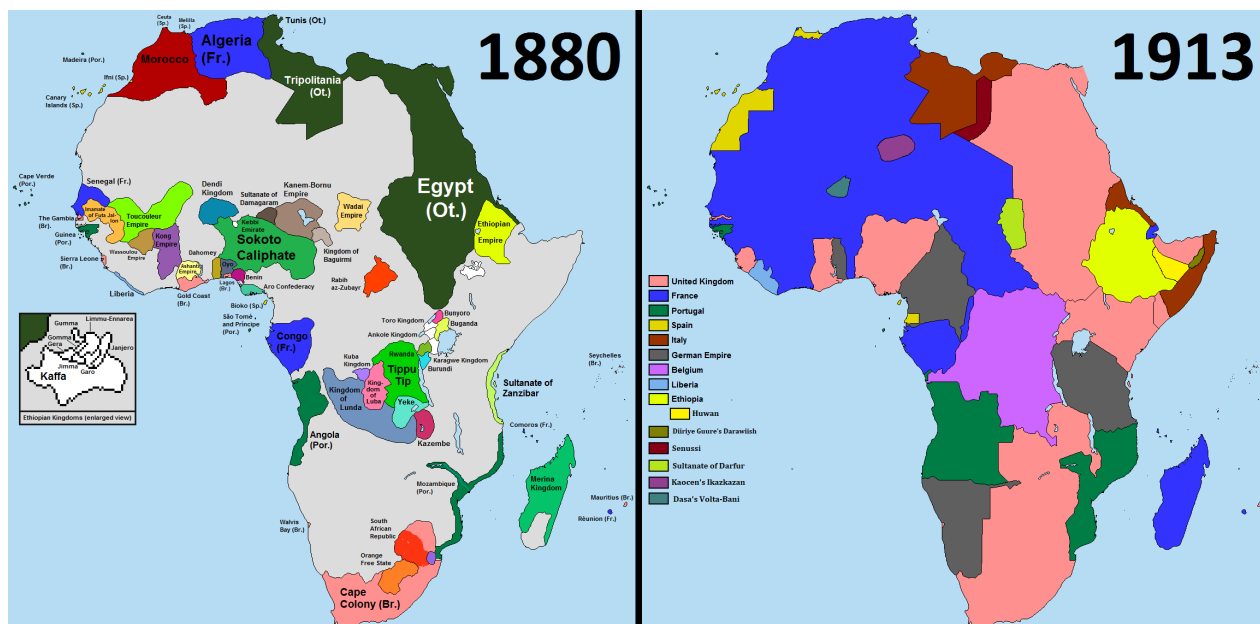 1880
Ceuta
(Sp.)
Melilla
(Sp.)
Tunis (Ot.)
Algeria
(Fr.)
Morocco
Madeira (Por.)
Ifni (Sp.)
Canary
Islands (Sp.)
Tripolitania
(Ot.)
Egypt
(Ot.)
Cape Verde
(Por.)
Senegal (Fr.)
Imamate
of Futa Jal-
lon
Toucouleur
Empire
The Gambia
(Br).
Guinea
(Por.)
Wassoulou
Empire
Kong
Empire
Sierra Leone
(Br.)
Liberia
Ashanti
Empire
Gold Coast
(Br.)
Dahomey
Oyo
Lagos
(Br.)
Benin
Aro Confederacy
Dendi
Kingdom
Sultanate of
Damagaram
Kebbi
Emirate
Sokoto
Caliphate
Kanem-Bornu
Empire
Kingdom of
Baguirmi
Wadai
Empire
Rabih
az-Zubayr
Ethiopian
Empire
Bioko (Sp.)
São Tomé
and Príncipe
(Por.)
Congo
(Fr.)
Toro Kingdom
Bunyoro
Buganda
Ankole Kingdom
Karagwe Kingdom
Rwanda
Burundi
Kuba
Kingdom
Tippu
Tip
King-
dom
of
Luba
Kingdom
of
Lunda
Yeke
Kazembe
Sultanate of
Zanzibar
Seychelles
(Br.)
Comoros (Fr.)
Angola
(Por.)
Mozambique
(Por.)
Merina
Kingdom
Mauritius (Br.)
Réunion (Fr.)
Walvis
Bay (Br.)
South
African
Republic
Orange
Free State
Cape
Colony (Br.)
Gumma
Limmu-Ennarea
Gomma
Gera
Janjero
Jimma
Garo
Kaffa
Ethiopian Kingdoms (enlarged view)
1913
United Kingdom
France
Portugal
Spain
Italy
German Empire
Belgium
Liberia
Ethiopia
Huwan
Diiriye Guure's Darawiish
Senussi
Sultanate of Darfur
Kaocen's Ikazkazan
Dasa's Volta-Bani